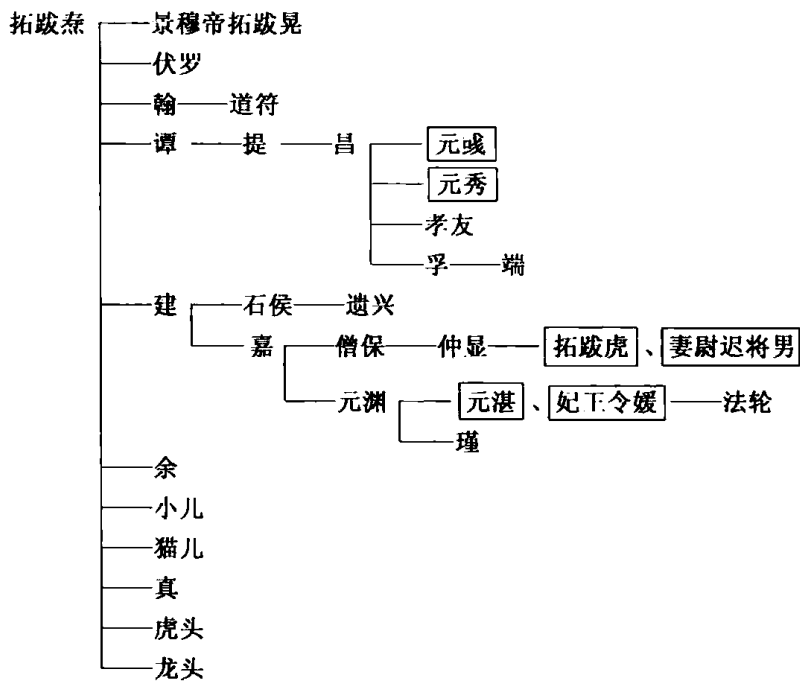 拓跋焘 景穆帝拓跋晃
伏罗
翰 道符
谭 提 昌 元彧
元秀
孝友
孚 端
建 石侯 遗兴
嘉 僧保 仲显 拓跋虎、妻尉迟将男
元渊 元湛、妃王令媛 法轮
瑾
余
小儿
猫儿
真
虎头
龙头